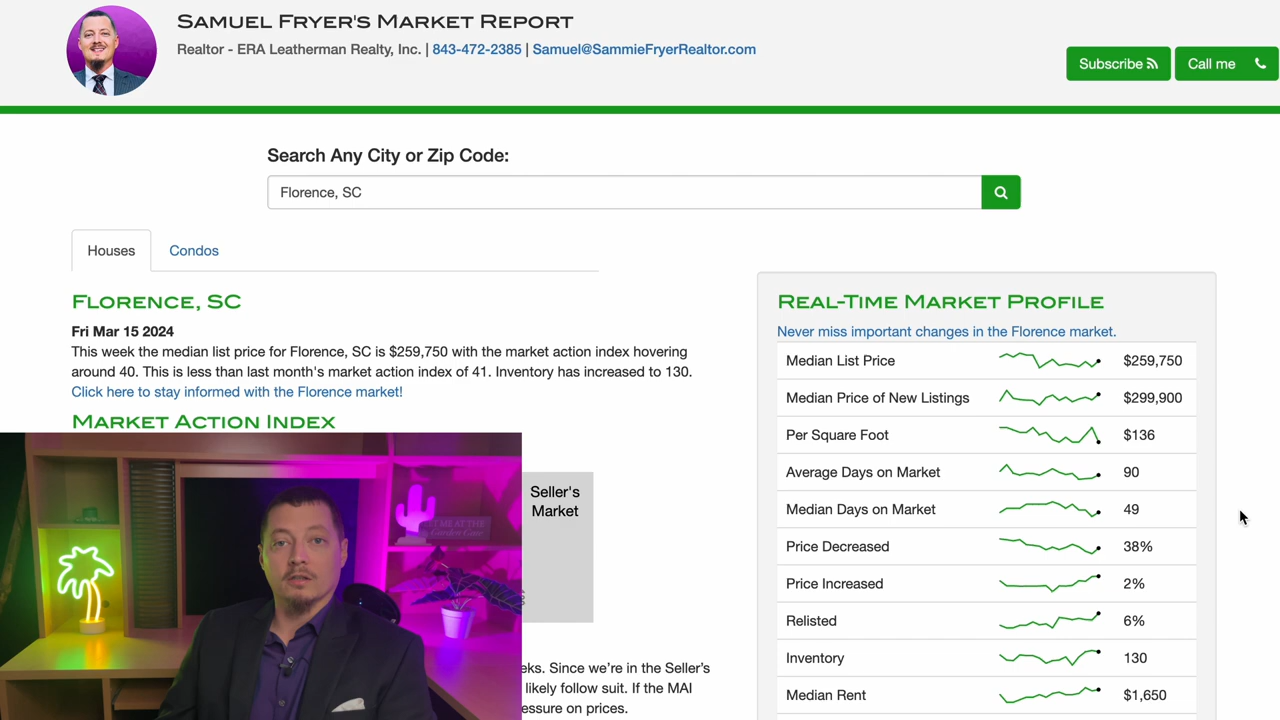 SAMUEL FRYER'S MARKET REPORT
Realtor - ERA Leatherman Realty, Inc. | 843-472-2385 | Samuel@SammieFryerRealtor.com
Subscribe
Call me
Search Any City or Zip Code:
Florence, SC
Houses
Condos
FLORENCE, SC
Fri Mar 15 2024
This week the median list price for Florence, SC is $259,750 with the market action index hovering
around 40. This is less than last month's market action index of 41. Inventory has increased to 130.
Click here to stay informed with the Florence market!
MARKET ACTION INDEX
Seller's
Market
eks. Since we're in the Seller's
likely follow suit. If the MAI
essure on prices.
REAL-TIME MARKET PROFILE
Never miss important changes in the Florence market.
Median List Price $259,750
Median Price of New Listings $299,900
Per Square Foot $136
Average Days on Market 90
Median Days on Market 49
Price Decreased 38%
Price Increased 2%
Relisted 6%
Inventory 130
Median Rent $1,650